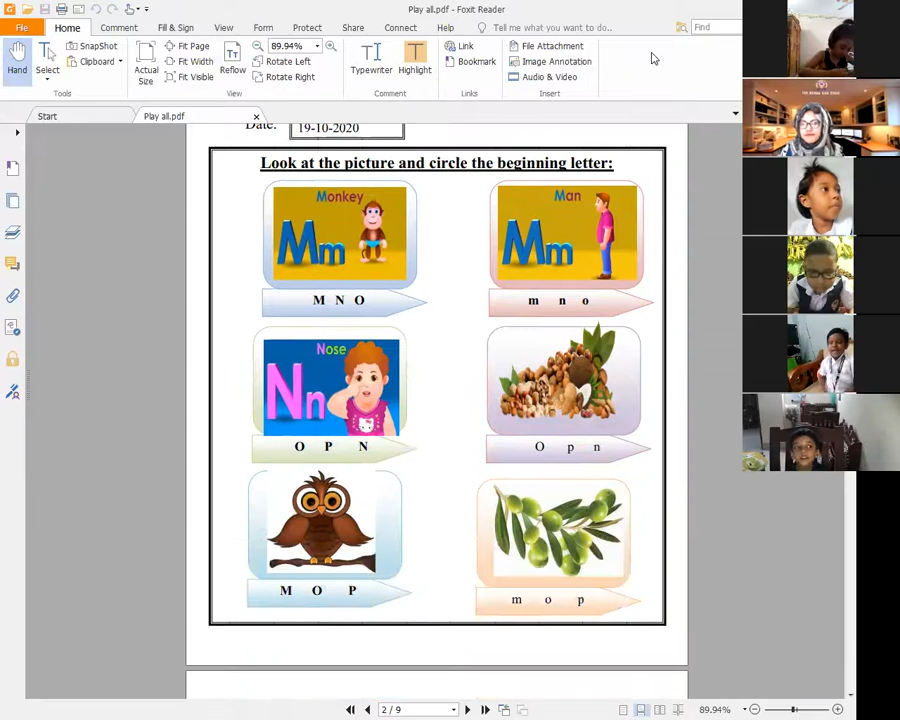 Play all.pdf - Foxit Reader
File Home Comment Fill & Sign View Form Protect Share Connect Help Tell me what you want to do.. Find
Hand
Select
SnapShot
Clipboard
Actual Size
Fit Page
Fit Width
Fit Visible
Reflow
89.94%
Rotate Left
Rotate Right
Typewriter
Highlight
Link
Bookmark
File Attachment
Image Annotation
Audio & Video
Tools View Comment Links Insert
Start Play all.pdf
Date: 19-10-2020
Look at the picture and circle the beginning letter:
Monkey
Mm
Man
Mm
M N O
m n o
Nose
Nn
O P N
O p n
M O P
m o p
2 / 9
89.94%